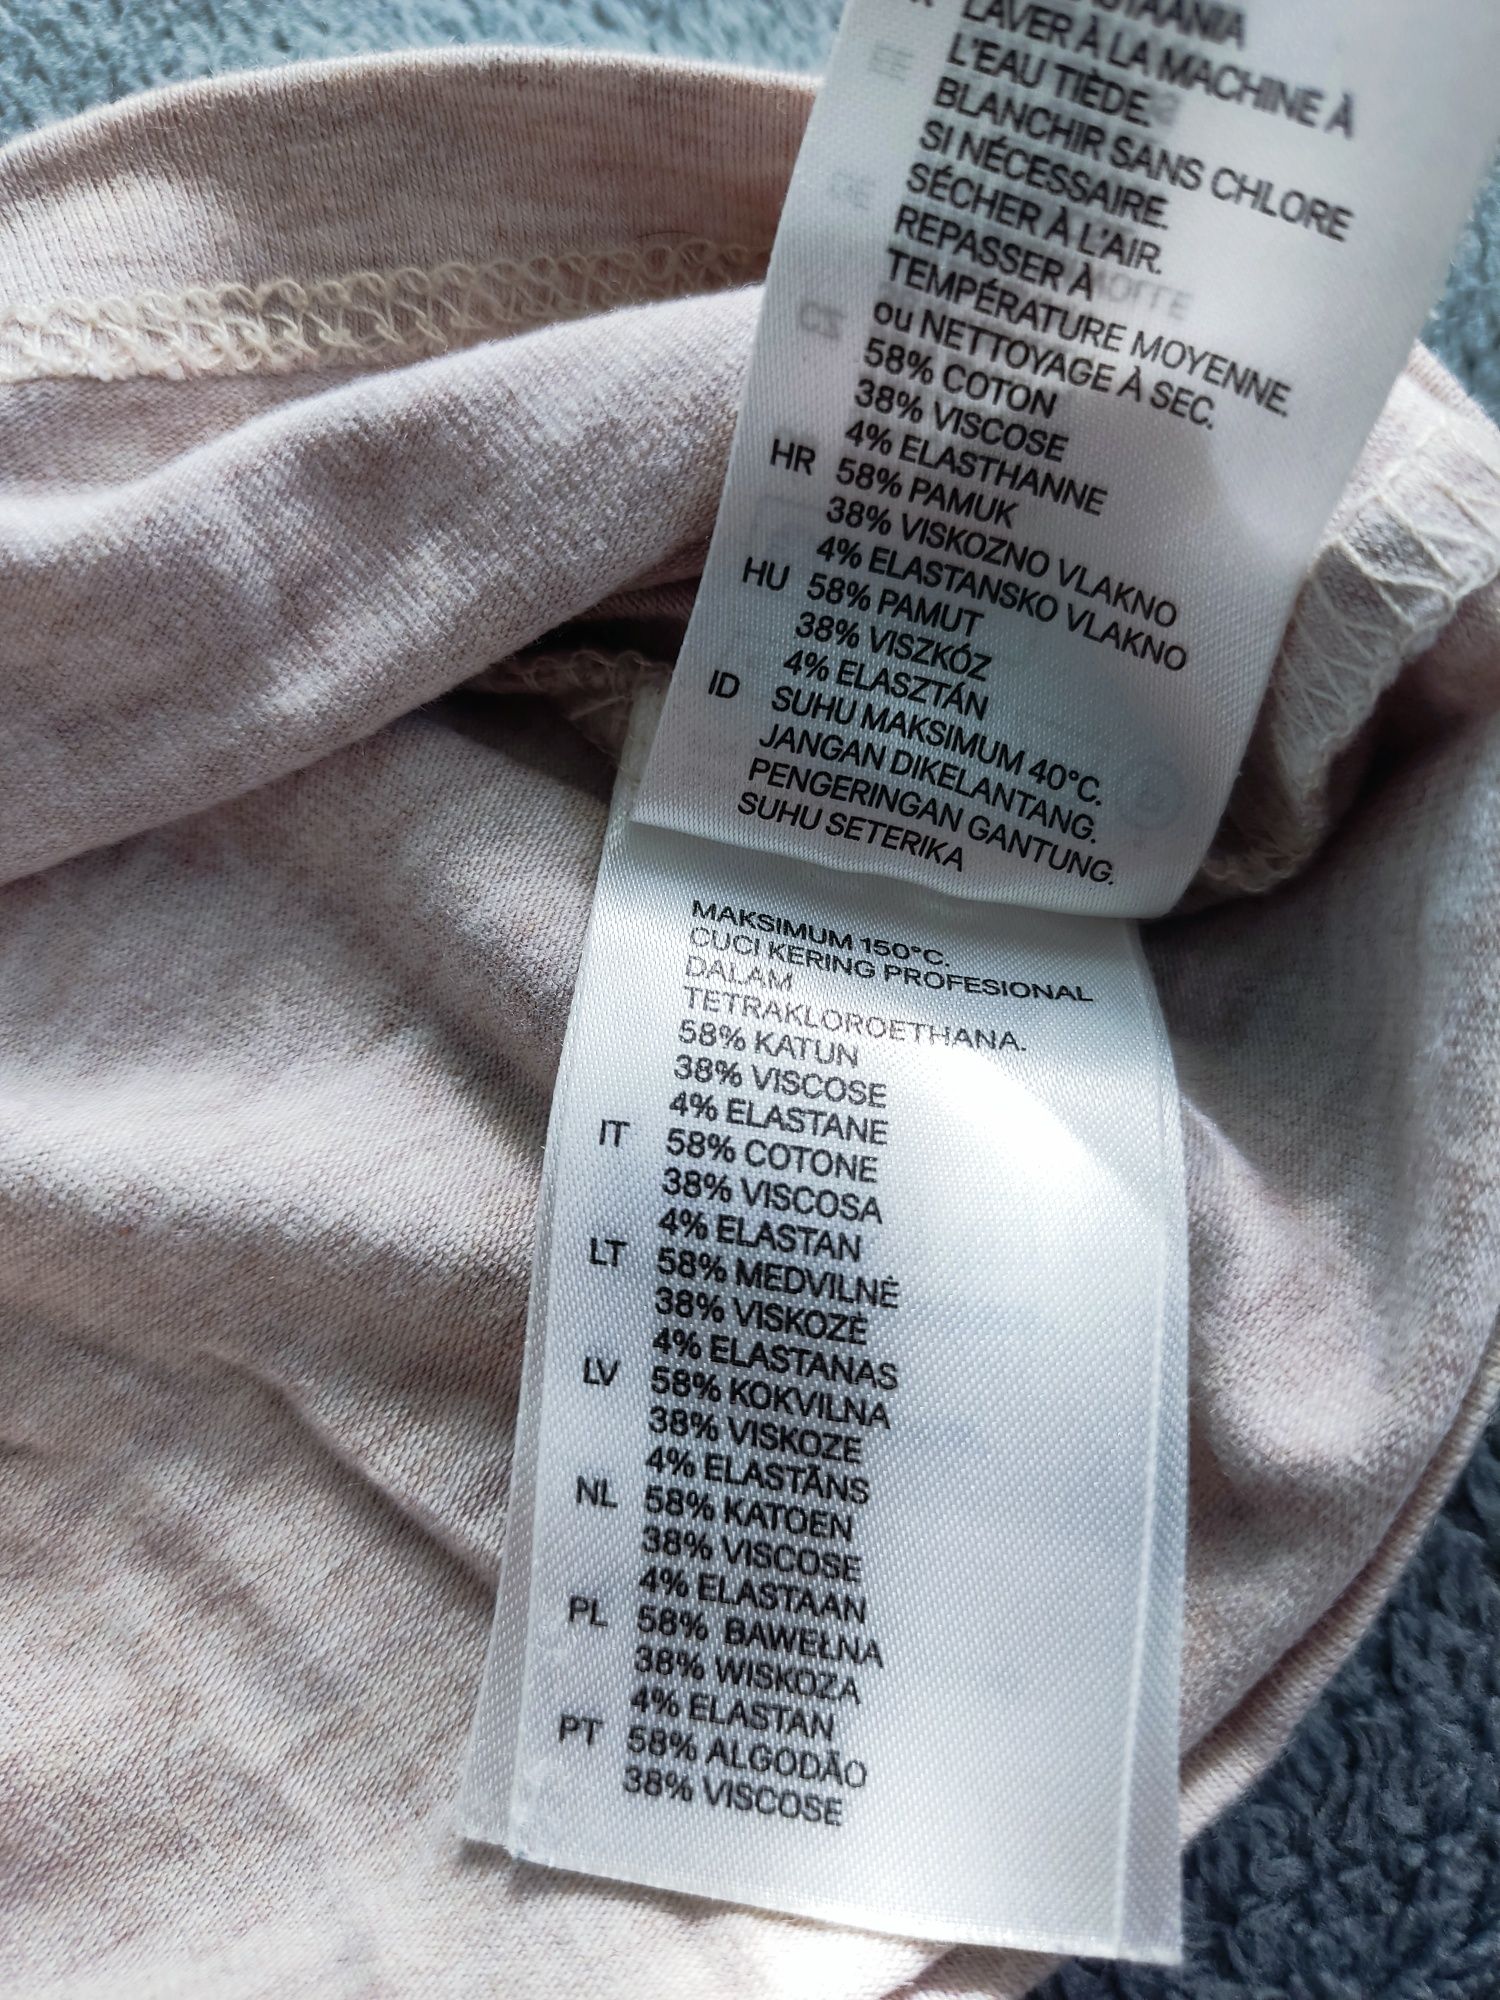 LAVER À LA MACHINE À
L'EAU TIÈDE.
BLANCHIR SANS CHLORE
SI NÉCESSAIRE.
SÉCHER À L'AIR.
REPASSER À
TEMPÉRATURE MOYENNE.
ou NETTOYAGE À SEC.
58% COTON
38% VISCOSE
4% ELASTHANNE
HR 58% PAMUK
38% VISKOZNO VLAKNO
4% ELASTANSKO VLAKNO
HU 58% PAMUT
38% VISZKÓZ
4% ELASZTÁN
ID SUHU MAKSIMUM 40°C.
JANGAN DIKELANTANG.
PENGERINGAN GANTUNG.
SUHU SETERIKA
MAKSIMUM 150°C.
CUCI KERING PROFESIONAL
DALAM
TETRAKLOROETHANA.
58% KATUN
38% VISCOSE
4% ELASTANE
IT 58% COTONE
38% VISCOSA
4% ELASTAN
LT 58% MEDVILNĖ
38% VISKOZĖ
4% ELASTANAS
LV 58% KOKVILNA
38% VISKOZE
4% ELASTĀNS
NL 58% KATOEN
38% VISCOSE
4% ELASTAAN
PL 58% BAWEŁNA
38% WISKOZA
4% ELASTAN
PT 58% ALGODÃO
38% VISCOSE